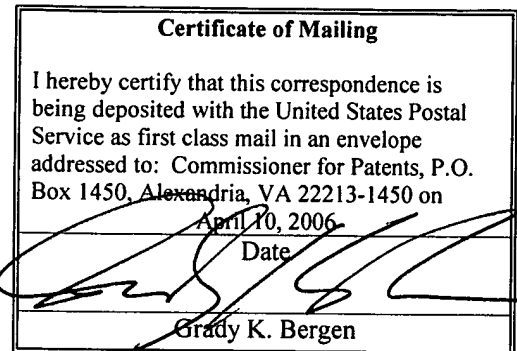 Certificate of Mailing
I hereby certify that this correspondence is
being deposited with the United States Postal
Service as first class mail in an envelope
addressed to: Commissioner for Patents, P.O.
Box 1450, Alexandria, VA 22213-1450 on
April 10, 2006
Date
Grady K. Bergen